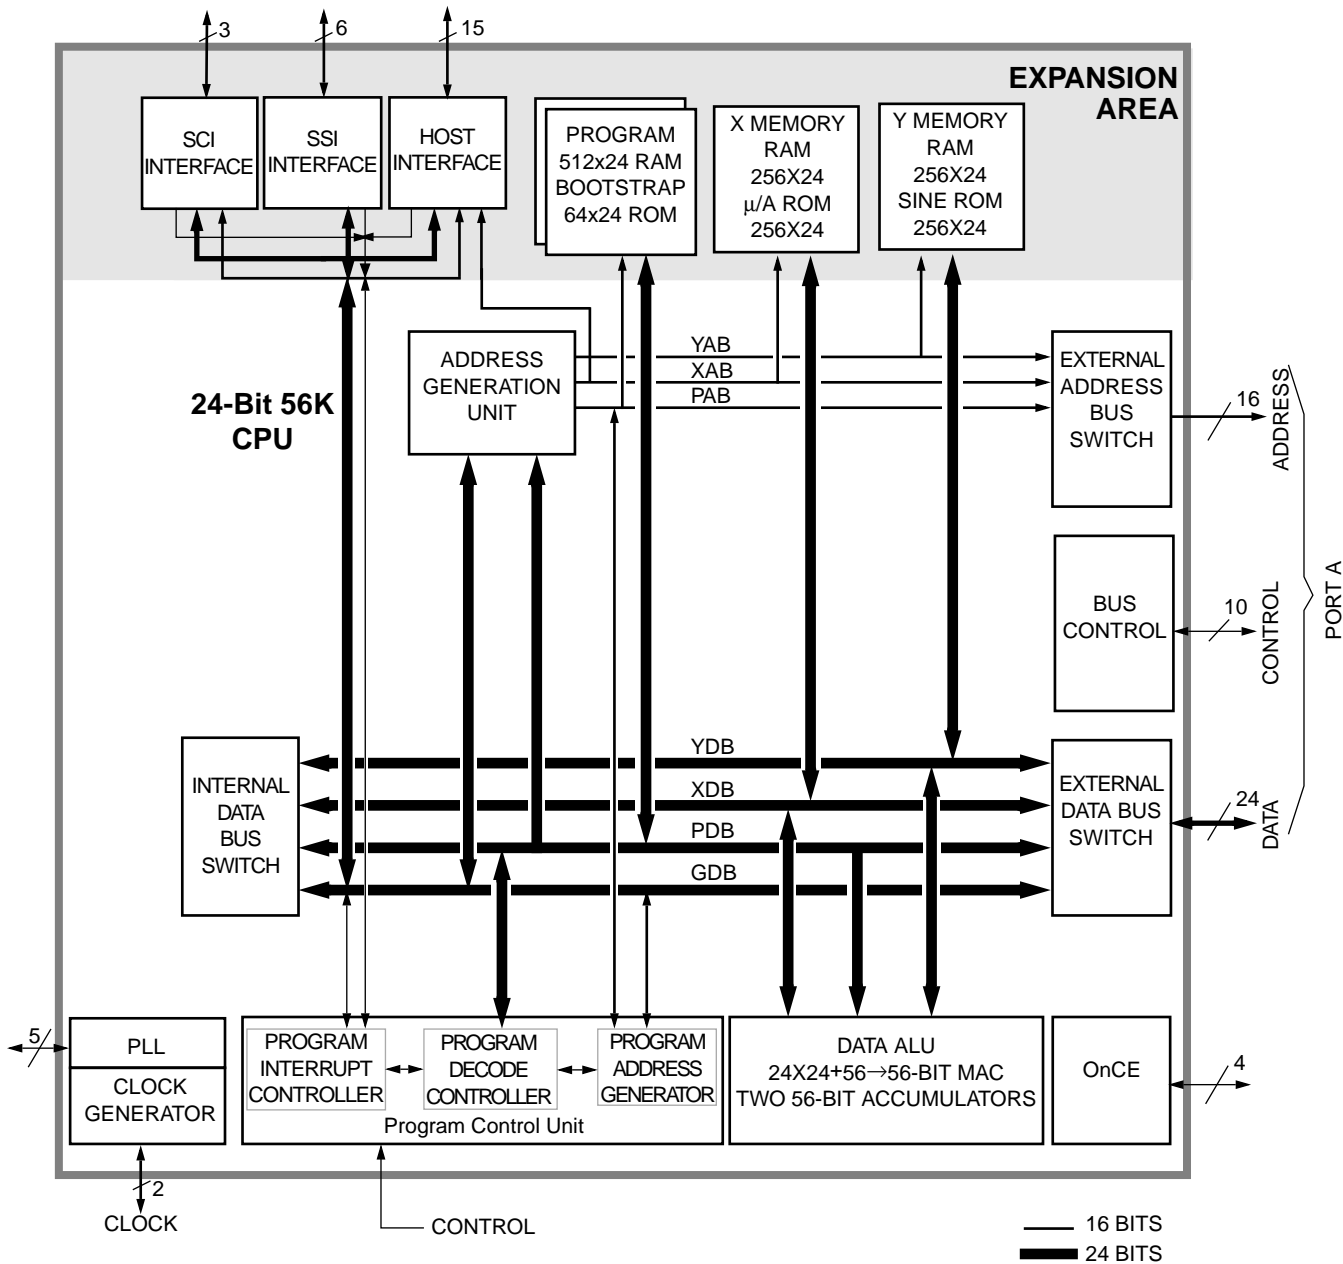 3
6
15
EXPANSION
AREA
SCI
INTERFACE
SSI
INTERFACE
HOST
INTERFACE
PROGRAM
512x24 RAM
BOOTSTRAP
64x24 ROM
X MEMORY
RAM
256X24
μ/A ROM
256X24
Y MEMORY
RAM
256X24
SINE ROM
256X24
24-Bit 56K
CPU
ADDRESS
GENERATION
UNIT
YAB
XAB
PAB
EXTERNAL
ADDRESS
BUS
SWITCH
16
ADDRESS
BUS
CONTROL
10
CONTROL
PORT A
INTERNAL
DATA
BUS
SWITCH
YDB
XDB
PDB
GDB
EXTERNAL
DATA BUS
SWITCH
24
DATA
5
PLL
CLOCK
GENERATOR
2
CLOCK
PROGRAM
INTERRUPT
CONTROLLER
PROGRAM
DECODE
CONTROLLER
PROGRAM
ADDRESS
GENERATOR
Program Control Unit
CONTROL
DATA ALU
24X24+56→56-BIT MAC
TWO 56-BIT ACCUMULATORS
OnCE
4
16 BITS
24 BITS